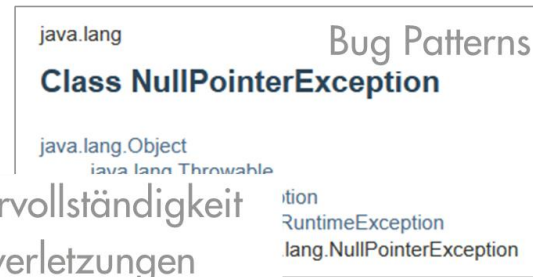 java.lang
Bug Patterns
Class NullPointerException
java.lang.Object
java.lang.Throwable
rvollständigkeit
tion
RuntimeException
verletzungen
lang.NullPointerException